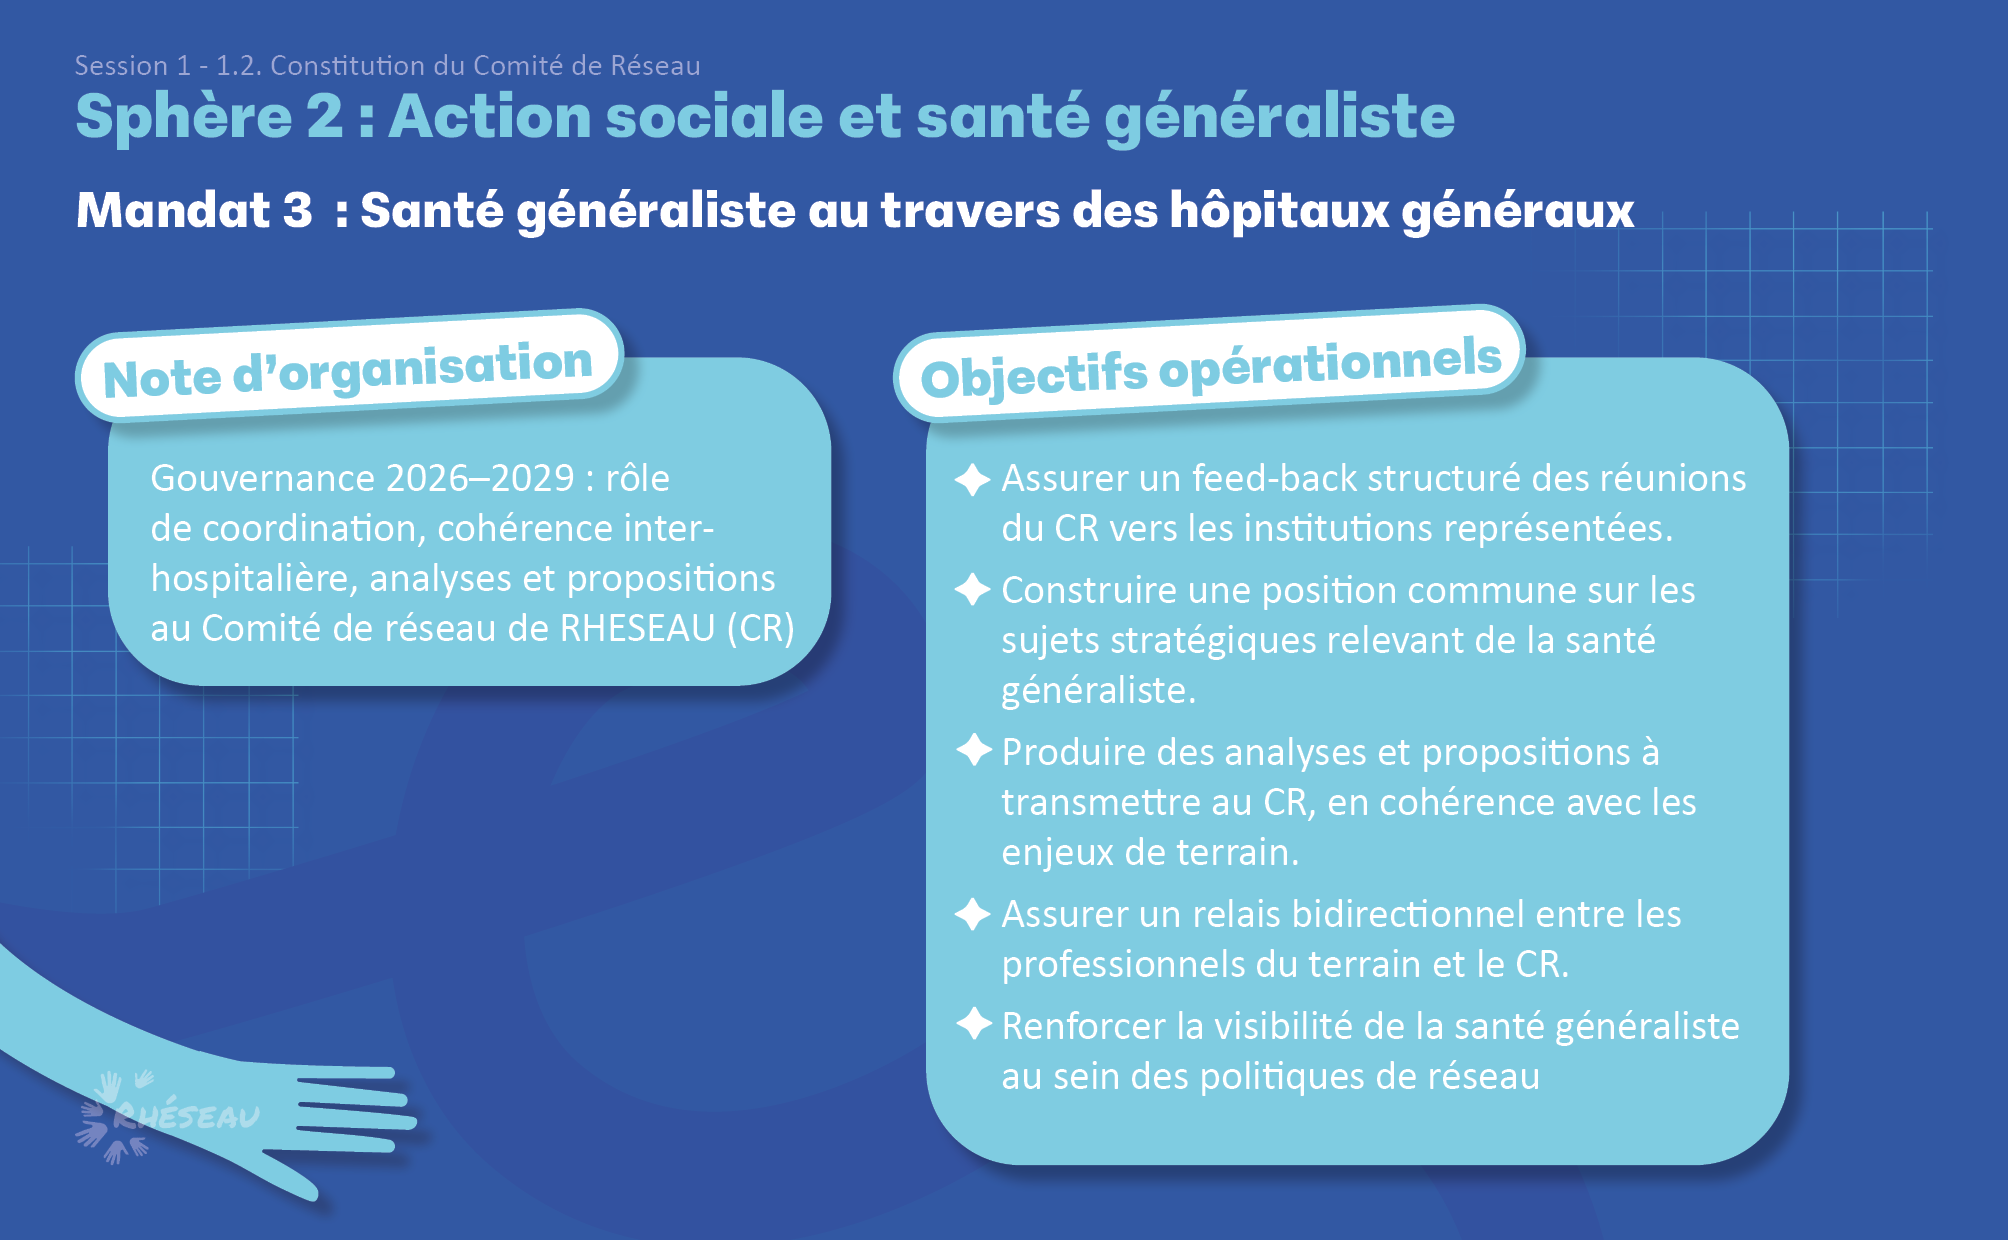 Session 1 - 1.2. Constitution du Comité de Réseau
Sphère 2 : Action sociale et santé généraliste
Mandat 3 : Santé généraliste au travers des hôpitaux généraux
Note d’organisation
Gouvernance 2026–2029 : rôle
de coordination, cohérence inter-
hospitalière, analyses et propositions
au Comité de réseau de RHESEAU (CR)
Objectifs opérationnels
Assurer un feed-back structuré des réunions
du CR vers les institutions représentées.
Construire une position commune sur les
sujets stratégiques relevant de la santé
généraliste.
Produire des analyses et propositions à
transmettre au CR, en cohérence avec les
enjeux de terrain.
Assurer un relais bidirectionnel entre les
professionnels du terrain et le CR.
Renforcer la visibilité de la santé généraliste
au sein des politiques de réseau
RHÉSEAU